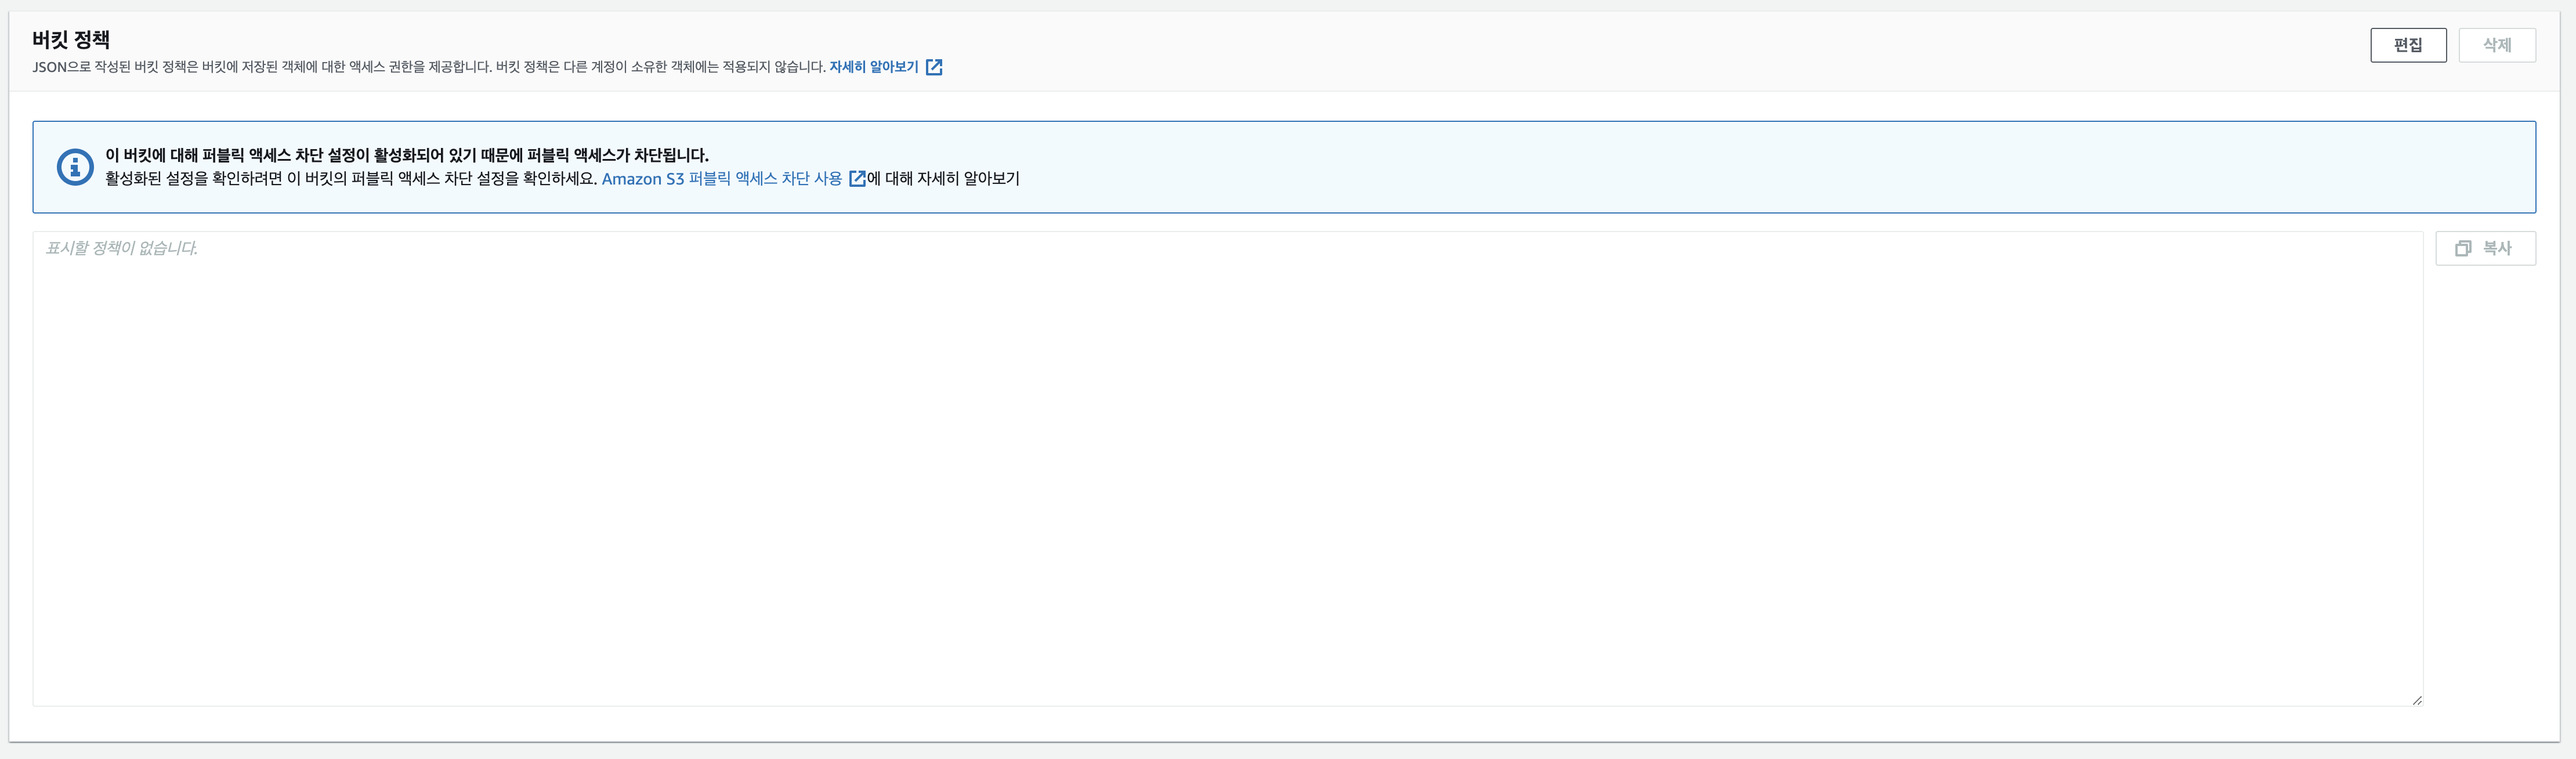 버킷 정책
편집
삭제
JSON으로 작성된 버킷 정책은 버킷에 저장된 객체에 대한 액세스 권한을 제공합니다. 버킷 정책은 다른 계정이 소유한 객체에는 적용되지 않습니다. 자세히 알아보기
이 버킷에 대해 퍼블릭 액세스 차단 설정이 활성화되어 있기 때문에 퍼블릭 액세스가 차단됩니다.
활성화된 설정을 확인하려면 이 버킷의 퍼블릭 액세스 차단 설정을 확인하세요. Amazon S3 퍼블릭 액세스 차단 사용 에 대해 자세히 알아보기
표시할 정책이 없습니다.
복사